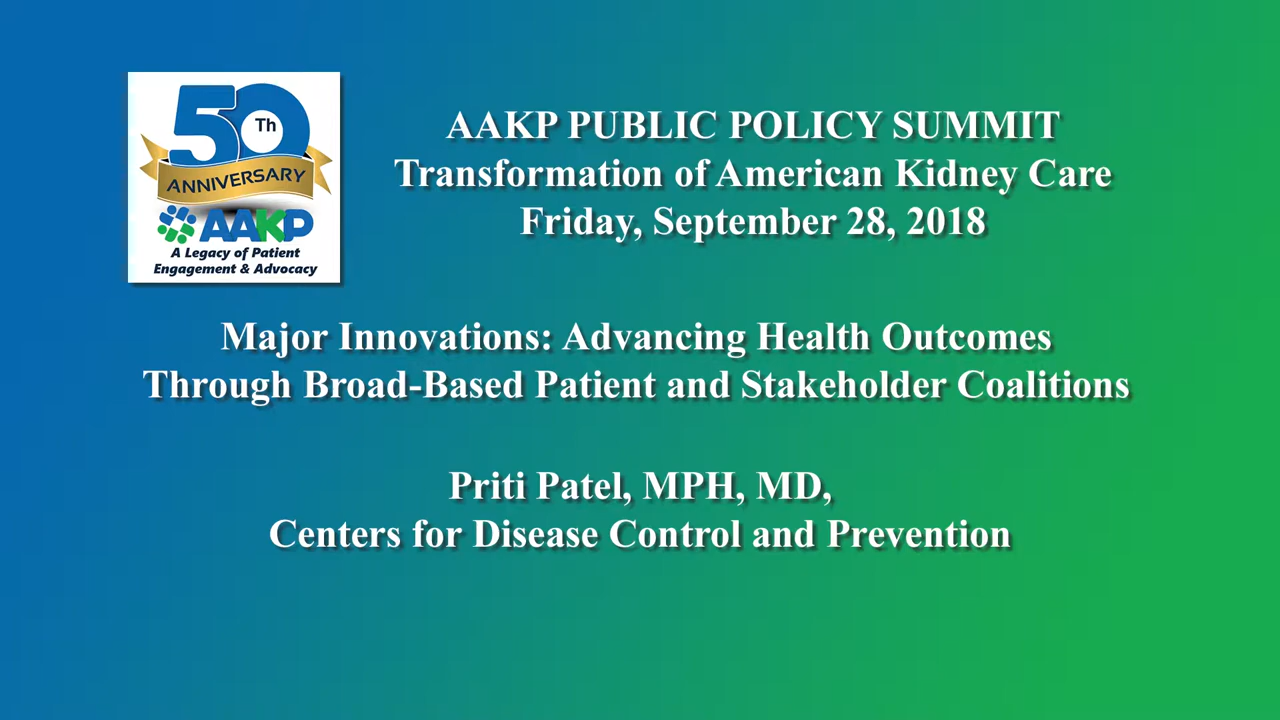 50Th
ANNIVERSARY
AAKP
A Legacy of Patient
Engagement & Advocacy
AAKP PUBLIC POLICY SUMMIT
Transformation of American Kidney Care
Friday, September 28, 2018
Major Innovations: Advancing Health Outcomes
Through Broad-Based Patient and Stakeholder Coalitions
Priti Patel, MPH, MD,
Centers for Disease Control and Prevention